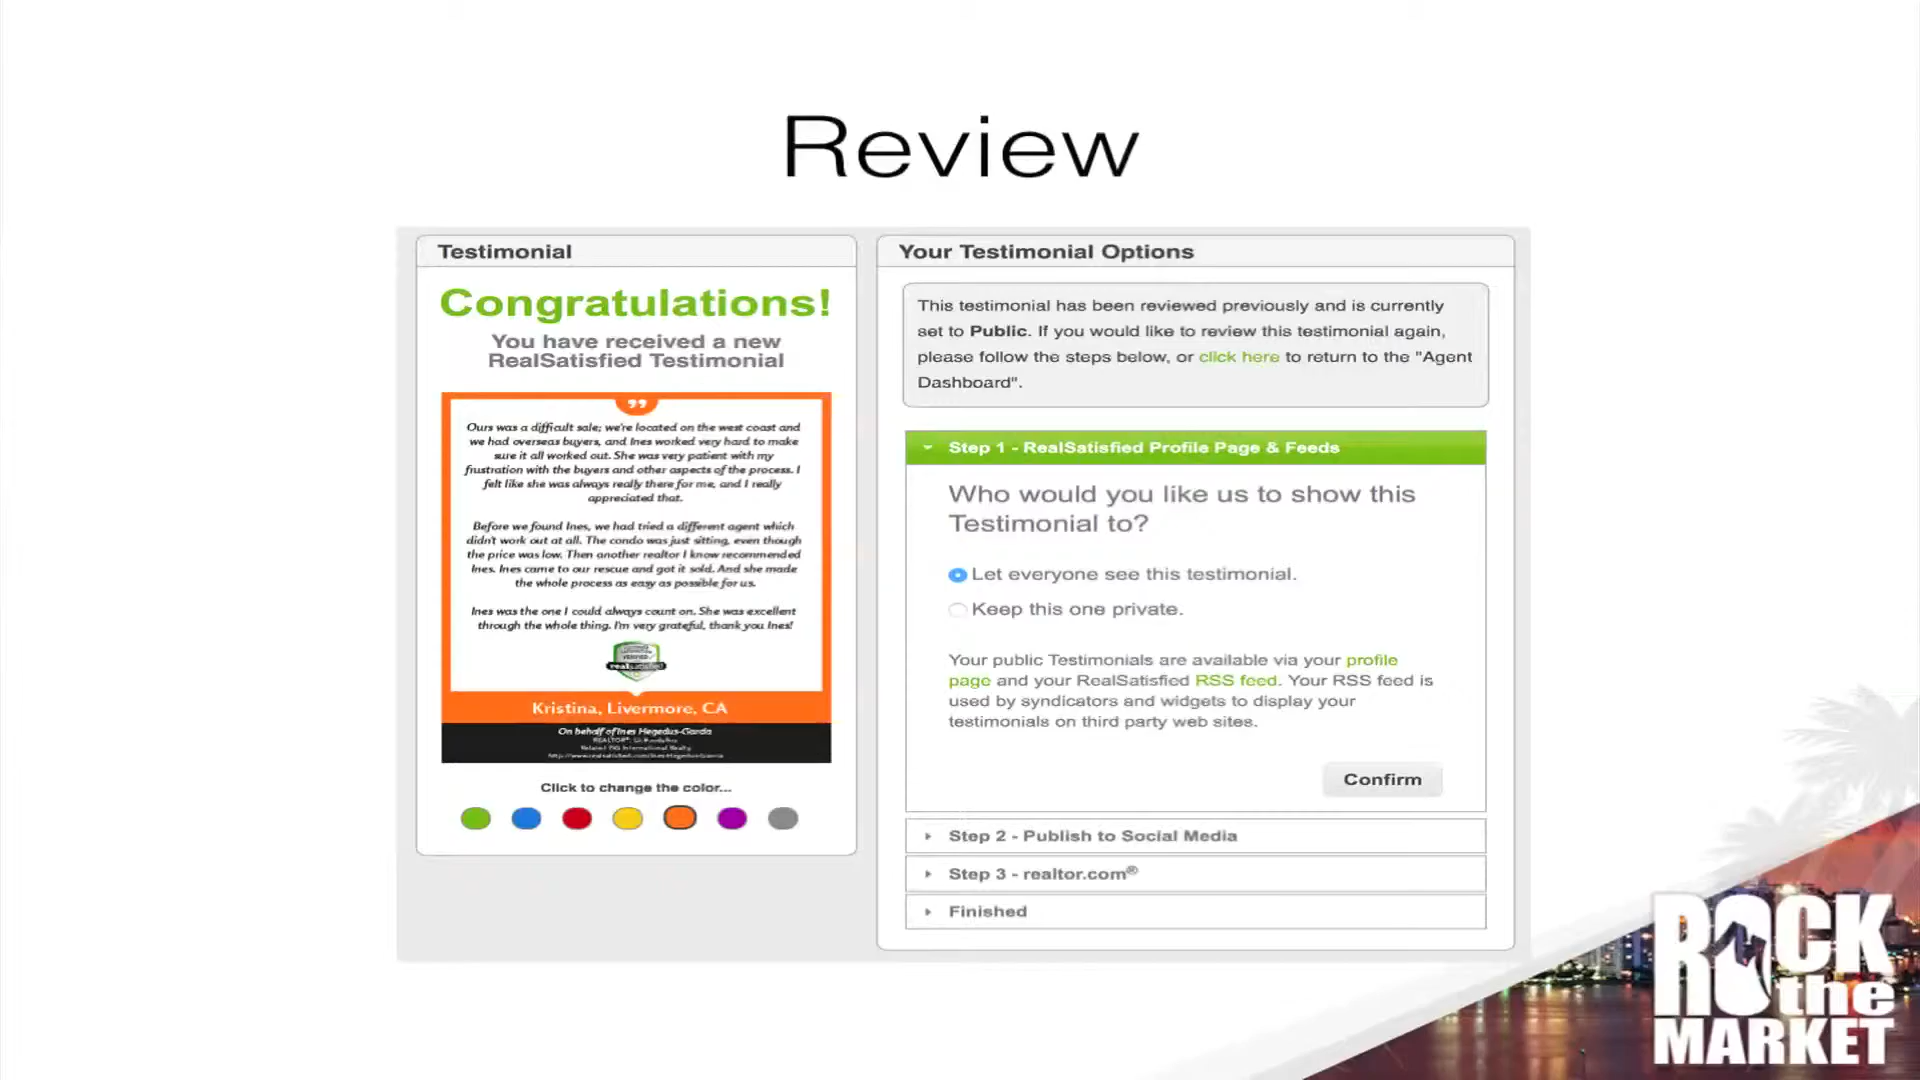 Review
Testimonial
Congratulations!
You have received a new
RealSatisfied Testimonial
Ours was a difficult sale; we're located on the west coast and
we had overseas buyers, and Ines worked very hard to make
sure it all worked out. She was very patient with my
frustration with the buyers and other aspects of the process. I
felt like she was always really there for me, and I really
appreciated that.
Before we found Ines, we had tried a different agent which
didn't work out at all. The condo was just sitting, even though
the price was low. Then another realtor I know recommended
Ines. Ines came to our rescue and got it sold. And she made
the whole process as easy as possible for us.
Ines was the one I could always count on. She was excellent
through the whole thing. I'm very grateful, thank you Ines!
realsatisfied
Kristina, Livermore, CA
On behalf of Ines Hegedus-Garcia
International Realty
Click to change the color...
Your Testimonial Options
This testimonial has been reviewed previously and is currently
set to Public. If you would like to review this testimonial again,
please follow the steps below, or click here to return to the "Agent
Dashboard".
Step 1 - RealSatisfied Profile Page & Feeds
Who would you like us to show this
Testimonial to?
Let everyone see this testimonial.
Keep this one private.
Your public Testimonials are available via your profile
page and your RealSatisfied RSS feed. Your RSS feed is
used by syndicators and widgets to display your
testimonials on third party web sites.
Confirm
Step 2 - Publish to Social Media
Step 3 - realtor.com®
Finished
ROCK
the
MARKET